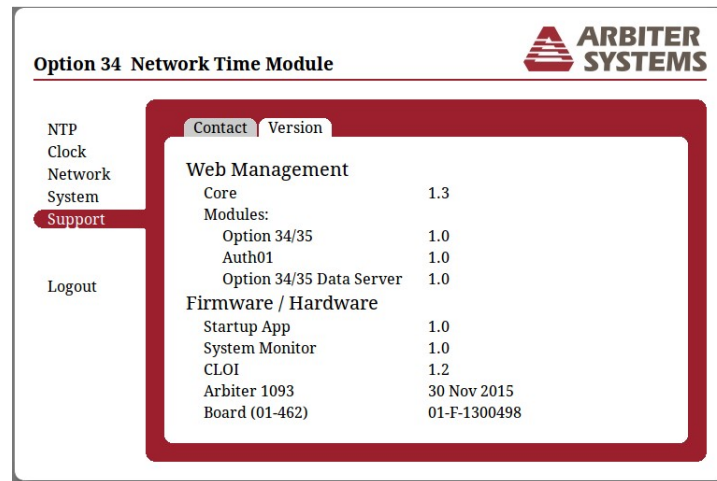 Option 34 Network Time Module
ARBITER
SYSTEMS
NTP
Clock
Network
System
Support
Logout
Contact Version
Web Management
Core 1.3
Modules:
Option 34/35 1.0
Auth01 1.0
Option 34/35 Data Server 1.0
Firmware / Hardware
Startup App 1.0
System Monitor 1.0
CLOI 1.2
Arbiter 1093 30 Nov 2015
Board (01-462) 01-F-1300498